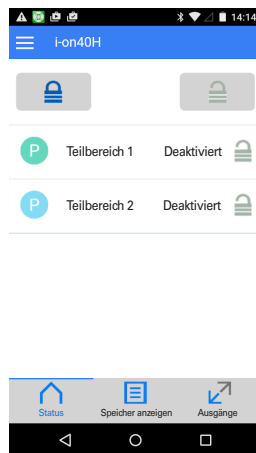 14:14
i-on40H
P Teilbereich 1 Deaktiviert
P Teilbereich 2 Deaktiviert
Status Speicher anzeigen Ausgänge